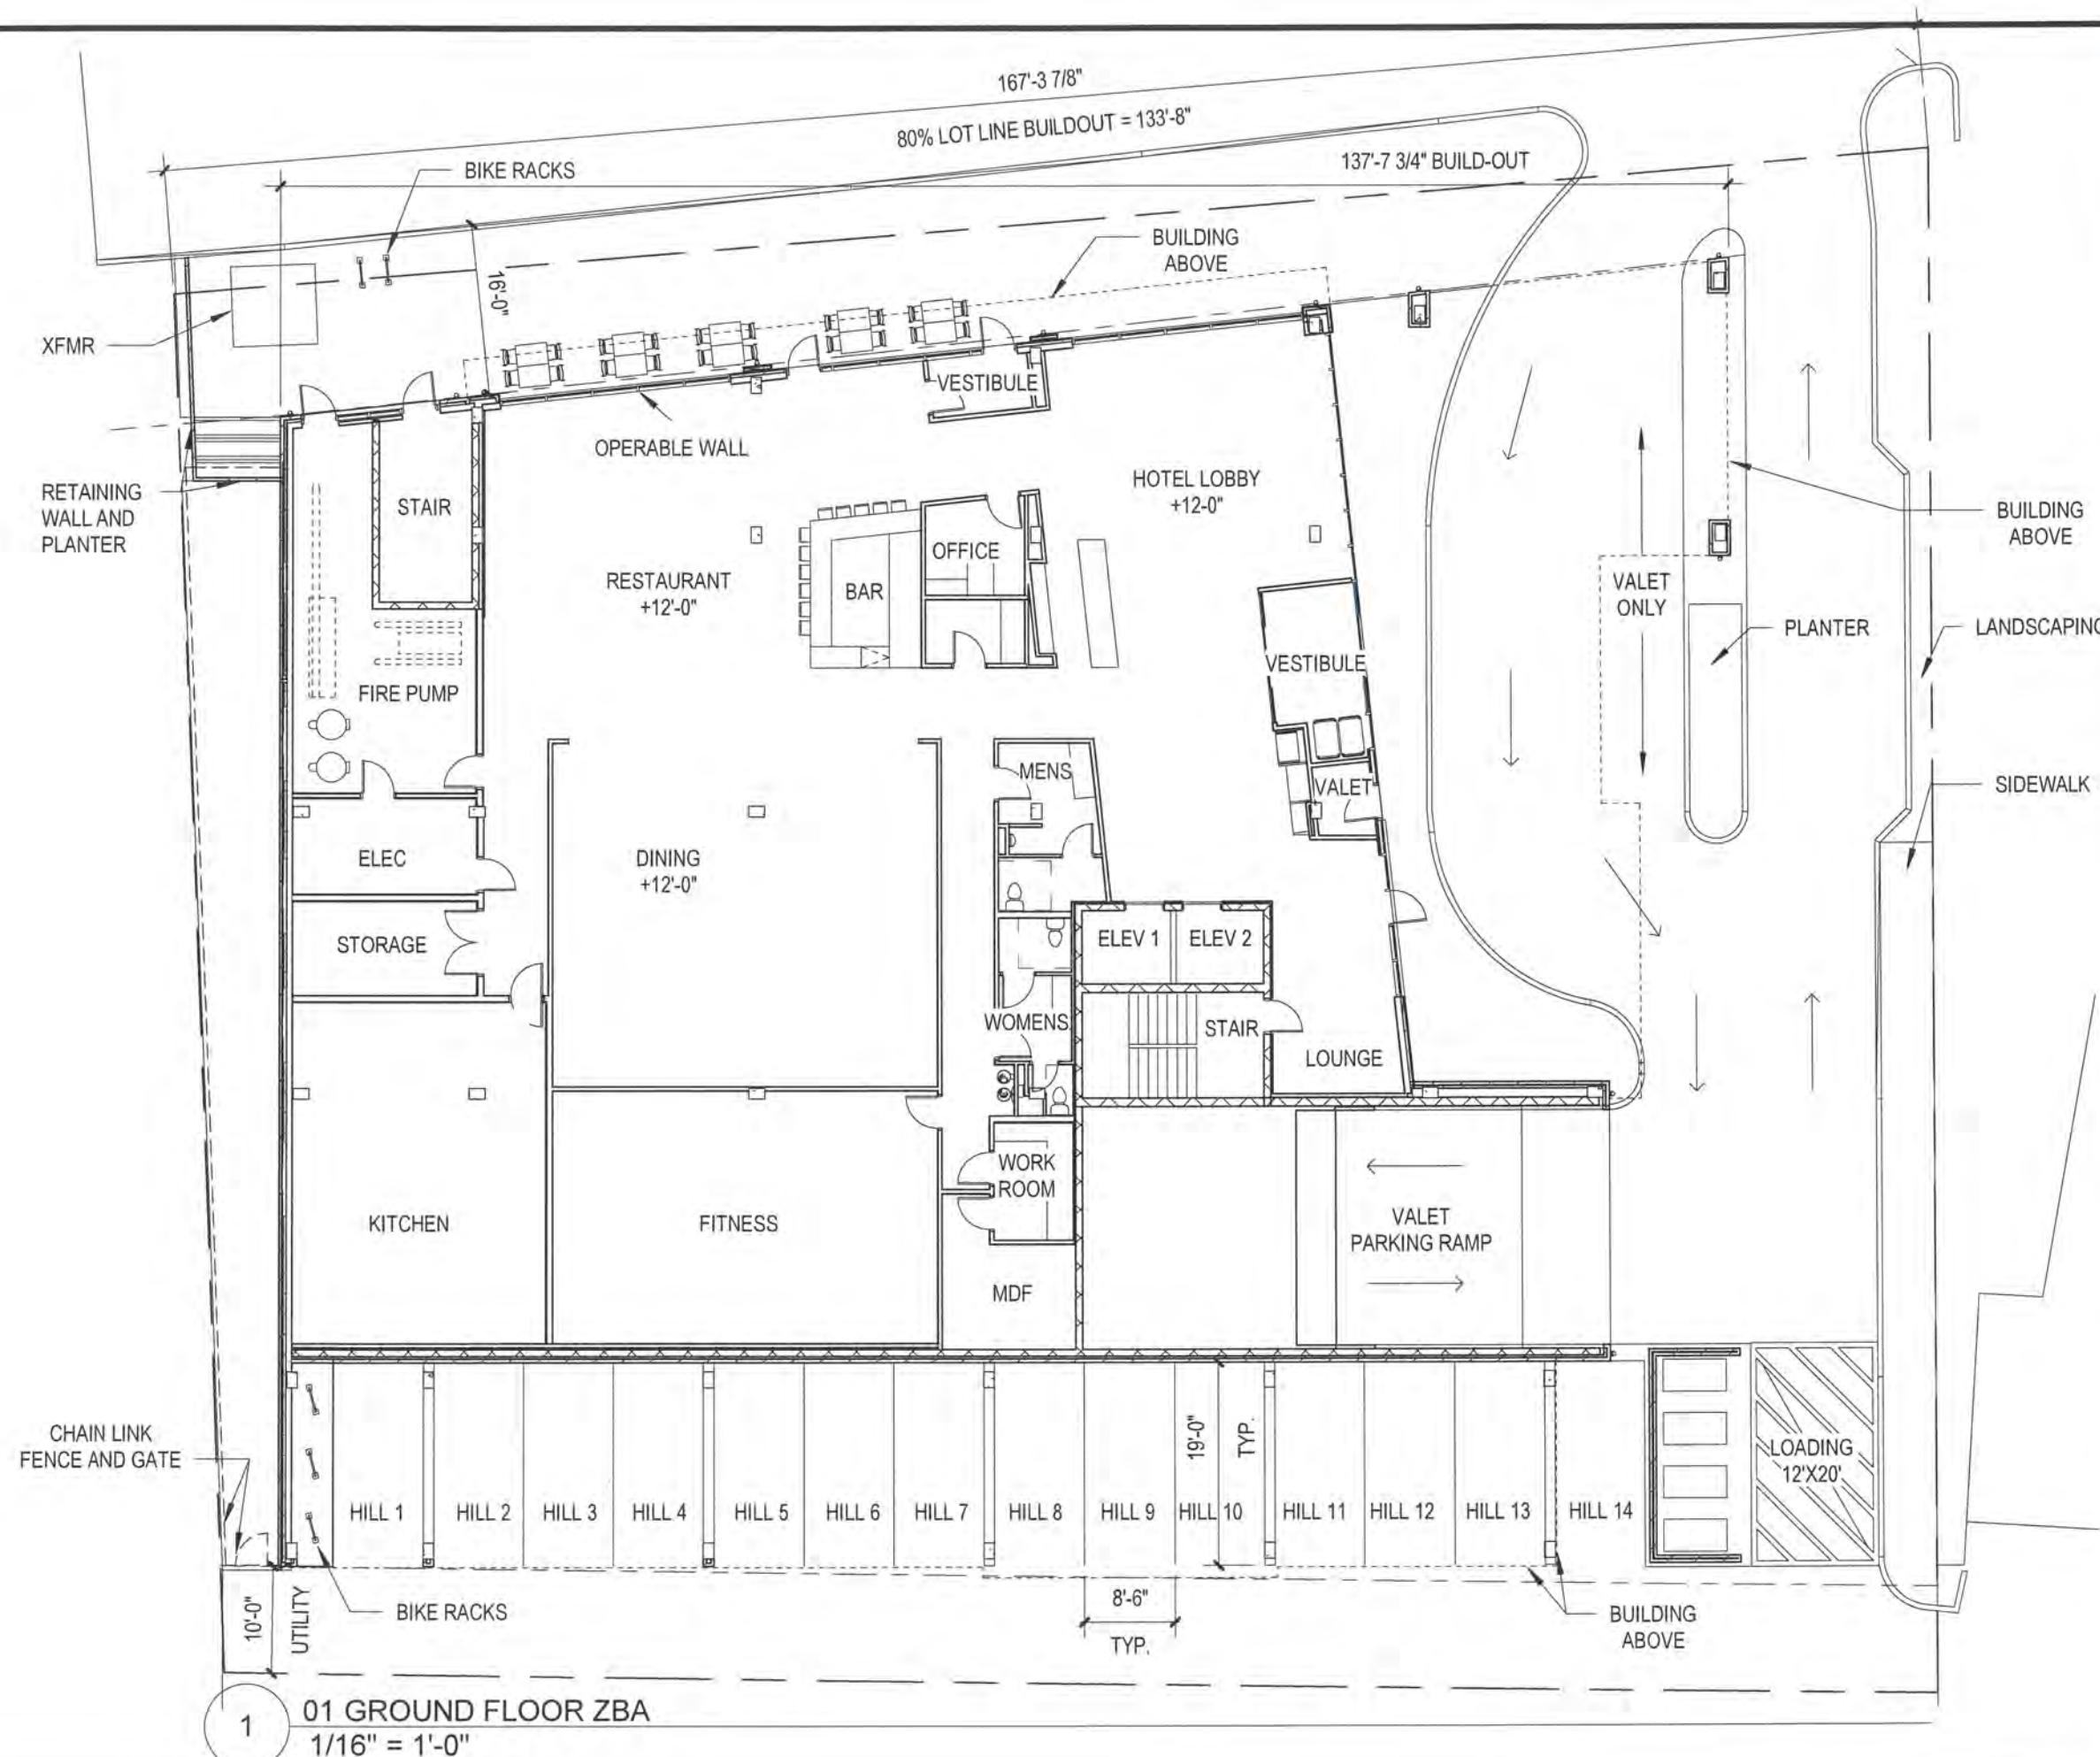 167'-3 7/8"
80% LOT LINE BUILDOUT = 133'-8"
137'-7 3/4" BUILD-OUT
BIKE RACKS
BUILDING
ABOVE
16'-0"
XFMR
VESTIBULE
OPERABLE WALL
RETAINING
WALL AND
PLANTER
STAIR
HOTEL LOBBY
+12-0"
BUILDING
ABOVE
OFFICE
RESTAURANT
+12'-0"
BAR
VALET
ONLY
PLANTER
LANDSCAPING
VESTIBULE
FIRE PUMP
MENS
VALET
SIDEWALK
ELEC
DINING
+12'-0"
STORAGE
ELEV 1
ELEV 2
WOMENS
STAIR
LOUNGE
WORK
ROOM
KITCHEN
FITNESS
VALET
PARKING RAMP
MDF
CHAIN LINK
FENCE AND GATE
19'-0"
TYP.
LOADING
12'X20'
HILL 1
HILL 2
HILL 3
HILL 4
HILL 5
HILL 6
HILL 7
HILL 8
HILL 9
HILL 10
HILL 11
HILL 12
HILL 13
HILL 14
10'-0"
UTILITY
BIKE RACKS
8'-6"
TYP.
BUILDING
ABOVE
1
01 GROUND FLOOR ZBA
1/16" = 1'-0"